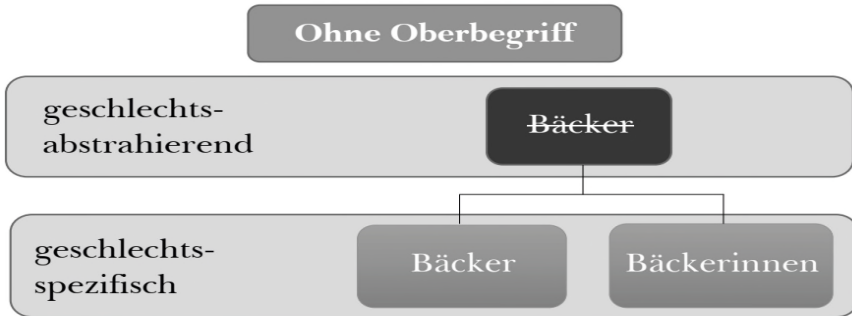 Ohne Oberbegriff
geschlechts-
abstrahierend
Bäcker
geschlechts-
spezifisch
Bäcker
Bäckerinnen